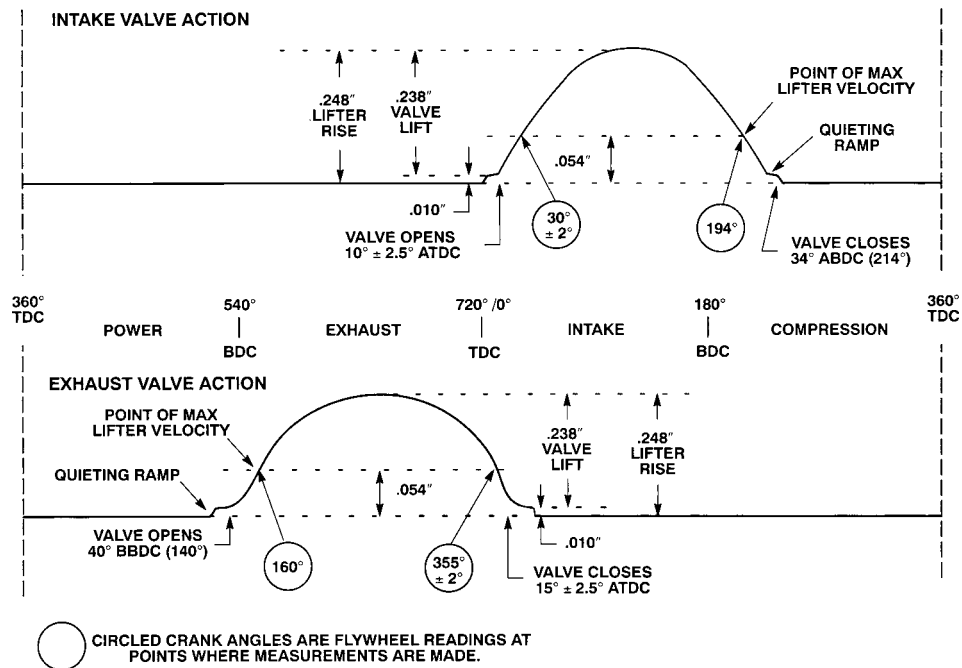 INTAKE VALVE ACTION
.248"
LIFTER
RISE
.238"
VALVE
LIFT
POINT OF MAX
LIFTER VELOCITY
QUIETING
RAMP
.054"
.010"
30°
± 2°
194°
VALVE OPENS
10° ± 2.5° ATDC
VALVE CLOSES
34° ABDC (214°)
360°
TDC
POWER
540°
BDC
EXHAUST
720° /0°
TDC
INTAKE
180°
BDC
COMPRESSION
360°
TDC
EXHAUST VALVE ACTION
POINT OF MAX
LIFTER VELOCITY
QUIETING RAMP
.238"
VALVE
LIFT
.248"
LIFTER
RISE
.054"
VALVE OPENS
40° BBDC (140°)
160°
355°
± 2°
.010"
VALVE CLOSES
15° ± 2.5° ATDC
CIRCLED CRANK ANGLES ARE FLYWHEEL READINGS AT
POINTS WHERE MEASUREMENTS ARE MADE.